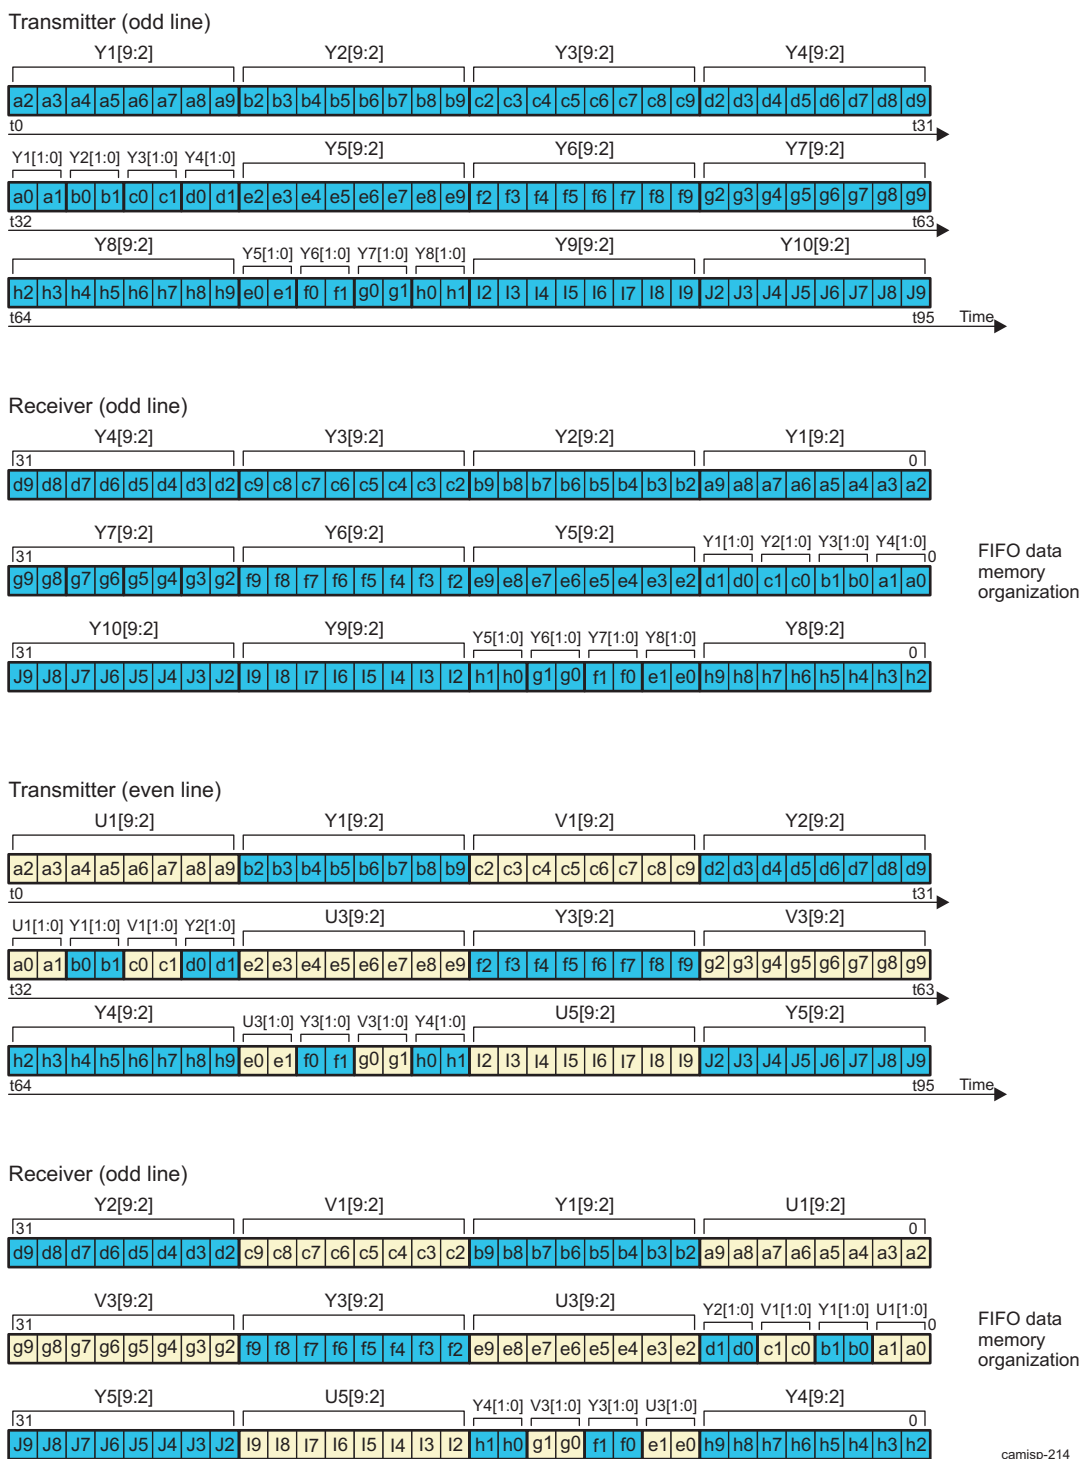 Transmitter (odd line)
Y1[9:2] Y2[9:2] Y3[9:2] Y4[9:2]
a2 a3 a4 a5 a6 a7 a8 a9 b2 b3 b4 b5 b6 b7 b8 b9 c2 c3 c4 c5 c6 c7 c8 c9 d2 d3 d4 d5 d6 d7 d8 d9
t0 t31
Y1[1:0] Y2[1:0] Y3[1:0] Y4[1:0] Y5[9:2] Y6[9:2] Y7[9:2]
a0 a1 b0 b1 c0 c1 d0 d1 e2 e3 e4 e5 e6 e7 e8 e9 f2 f3 f4 f5 f6 f7 f8 f9 g2 g3 g4 g5 g6 g7 g8 g9
t32 t63
Y8[9:2] Y5[1:0] Y6[1:0] Y7[1:0] Y8[1:0] Y9[9:2] Y10[9:2]
h2 h3 h4 h5 h6 h7 h8 h9 e0 e1 f0 f1 g0 g1 h0 h1 I2 I3 I4 I5 I6 I7 I8 I9 J2 J3 J4 J5 J6 J7 J8 J9
t64 t95 Time
Receiver (odd line)
Y4[9:2] Y3[9:2] Y2[9:2] Y1[9:2]
31 0
d9 d8 d7 d6 d5 d4 d3 d2 c9 c8 c7 c6 c5 c4 c3 c2 b9 b8 b7 b6 b5 b4 b3 b2 a9 a8 a7 a6 a5 a4 a3 a2
Y7[9:2] Y6[9:2] Y5[9:2] Y1[1:0] Y2[1:0] Y3[1:0] Y4[1:0]
31 0
g9 g8 g7 g6 g5 g4 g3 g2 f9 f8 f7 f6 f5 f4 f3 f2 e9 e8 e7 e6 e5 e4 e3 e2 d1 d0 c1 c0 b1 b0 a1 a0
FIFO data
memory
organization
Y10[9:2] Y9[9:2] Y5[1:0] Y6[1:0] Y7[1:0] Y8[1:0] Y8[9:2]
31 0
J9 J8 J7 J6 J5 J4 J3 J2 I9 I8 I7 I6 I5 I4 I3 I2 h1 h0 g1 g0 f1 f0 e1 e0 h9 h8 h7 h6 h5 h4 h3 h2
Transmitter (even line)
U1[9:2] Y1[9:2] V1[9:2] Y2[9:2]
a2 a3 a4 a5 a6 a7 a8 a9 b2 b3 b4 b5 b6 b7 b8 b9 c2 c3 c4 c5 c6 c7 c8 c9 d2 d3 d4 d5 d6 d7 d8 d9
t0 t31
U1[1:0] Y1[1:0] V1[1:0] Y2[1:0] U3[9:2] Y3[9:2] V3[9:2]
a0 a1 b0 b1 c0 c1 d0 d1 e2 e3 e4 e5 e6 e7 e8 e9 f2 f3 f4 f5 f6 f7 f8 f9 g2 g3 g4 g5 g6 g7 g8 g9
t32 t63
Y4[9:2] U3[1:0] Y3[1:0] V3[1:0] Y4[1:0] U5[9:2] Y5[9:2]
h2 h3 h4 h5 h6 h7 h8 h9 e0 e1 f0 f1 g0 g1 h0 h1 I2 I3 I4 I5 I6 I7 I8 I9 J2 J3 J4 J5 J6 J7 J8 J9
t64 t95 Time
Receiver (odd line)
Y2[9:2] V1[9:2] Y1[9:2] U1[9:2]
31 0
d9 d8 d7 d6 d5 d4 d3 d2 c9 c8 c7 c6 c5 c4 c3 c2 b9 b8 b7 b6 b5 b4 b3 b2 a9 a8 a7 a6 a5 a4 a3 a2
V3[9:2] Y3[9:2] U3[9:2] Y2[1:0] V1[1:0] Y1[1:0] U1[1:0]
31 0
g9 g8 g7 g6 g5 g4 g3 g2 f9 f8 f7 f6 f5 f4 f3 f2 e9 e8 e7 e6 e5 e4 e3 e2 d1 d0 c1 c0 b1 b0 a1 a0
FIFO data
memory
organization
Y5[9:2] U5[9:2] Y4[1:0] V3[1:0] Y3[1:0] U3[1:0] Y4[9:2]
31 0
J9 J8 J7 J6 J5 J4 J3 J2 I9 I8 I7 I6 I5 I4 I3 I2 h1 h0 g1 g0 f1 f0 e1 e0 h9 h8 h7 h6 h5 h4 h3 h2
camisp-214